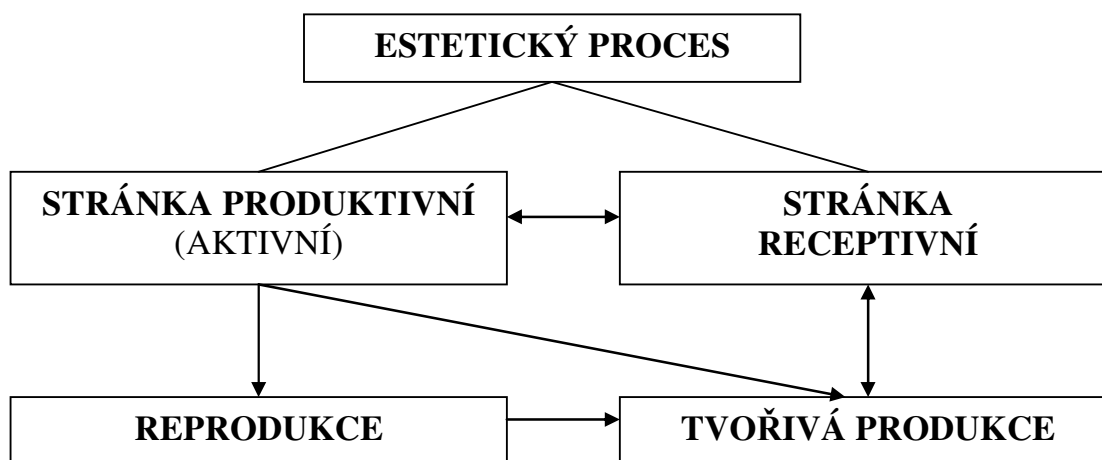 ESTETICKÝ PROCES
STRÁNKA PRODUKTIVNÍ
(AKTIVNÍ)
STRÁNKA
RECEPTIVNÍ
REPRODUKCE
TVOŘIVÁ PRODUKCE